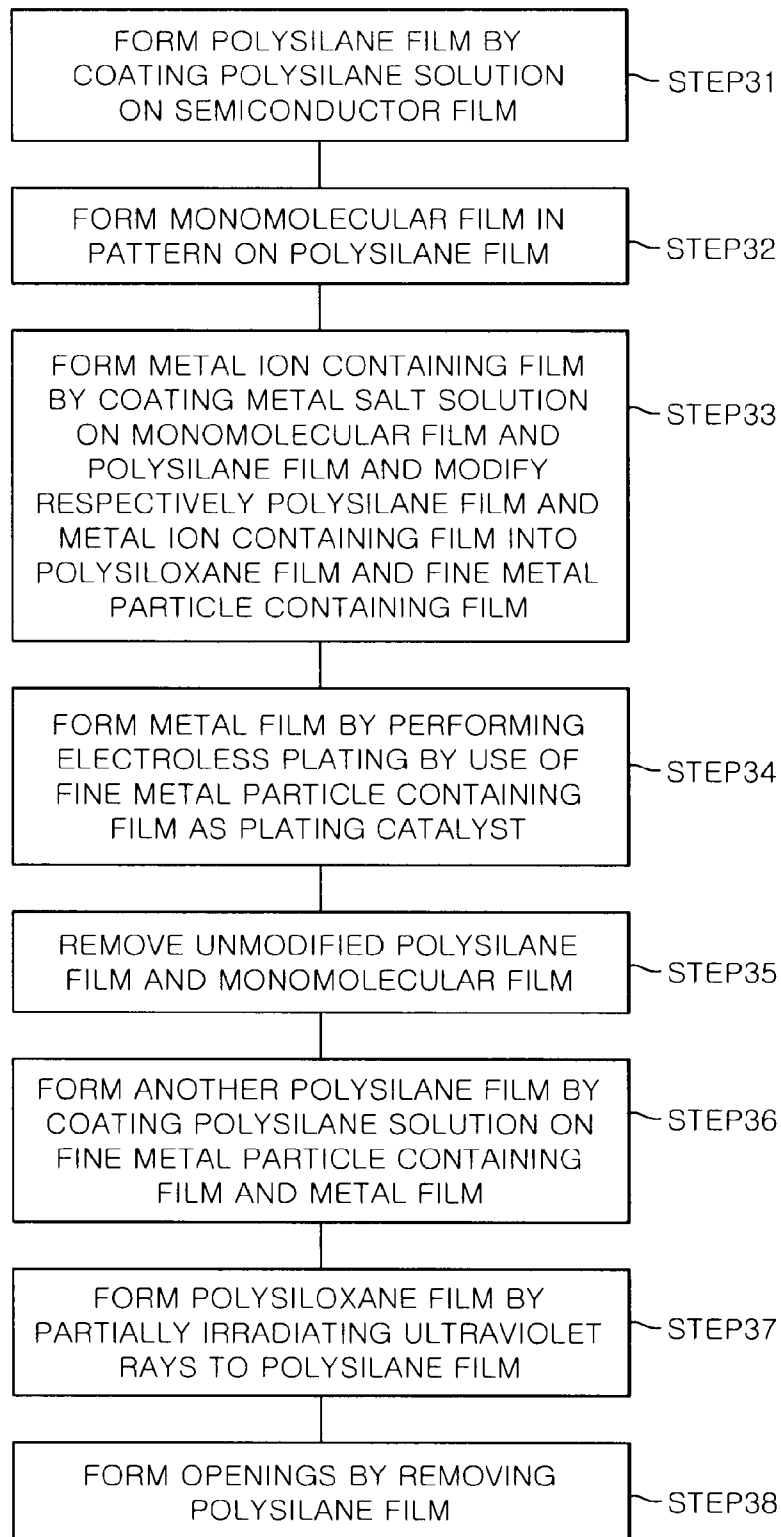 FORM POLYSILANE FILM BY
COATING POLYSILANE SOLUTION
ON SEMICONDUCTOR FILM
STEP31
FORM MONOMOLECULAR FILM IN
PATTERN ON POLYSILANE FILM
STEP32
FORM METAL ION CONTAINING FILM
BY COATING METAL SALT SOLUTION
ON MONOMOLECULAR FILM AND
POLYSILANE FILM AND MODIFY
RESPECTIVELY POLYSILANE FILM AND
METAL ION CONTAINING FILM INTO
POLYSILOXANE FILM AND FINE METAL
PARTICLE CONTAINING FILM
STEP33
FORM METAL FILM BY PERFORMING
ELECTROLESS PLATING BY USE OF
FINE METAL PARTICLE CONTAINING
FILM AS PLATING CATALYST
STEP34
REMOVE UNMODIFIED POLYSILANE
FILM AND MONOMOLECULAR FILM
STEP35
FORM ANOTHER POLYSILANE FILM BY
COATING POLYSILANE SOLUTION ON
FINE METAL PARTICLE CONTAINING
FILM AND METAL FILM
STEP36
FORM POLYSILOXANE FILM BY
PARTIALLY IRRADIATING ULTRAVIOLET
RAYS TO POLYSILANE FILM
STEP37
FORM OPENINGS BY REMOVING
POLYSILANE FILM
STEP38